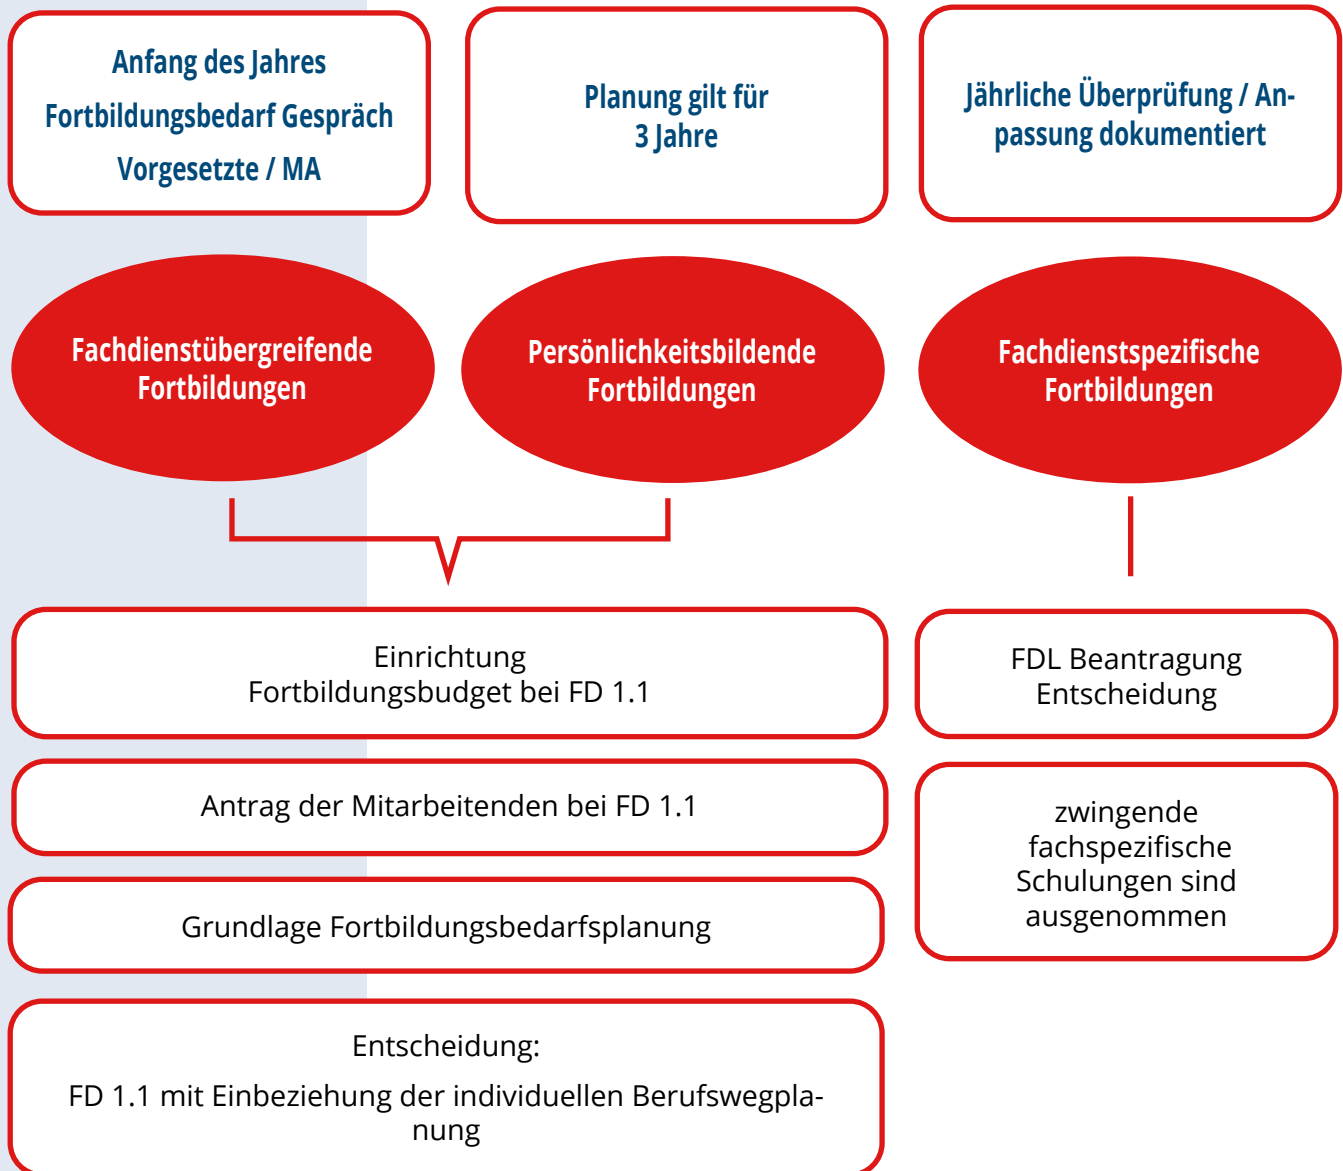 Anfang des Jahres
Fortbildungsbedarf Gespräch
Vorgesetzte / MA
Planung gilt für
3 Jahre
Jährliche Überprüfung / An-
passung dokumentiert
Fachdienstübergreifende
Fortbildungen
Persönlichkeitsbildende
Fortbildungen
Fachdienstspezifische
Fortbildungen
Einrichtung
Fortbildungsbudget bei FD 1.1
Antrag der Mitarbeitenden bei FD 1.1
Grundlage Fortbildungsbedarfsplanung
Entscheidung:
FD 1.1 mit Einbeziehung der individuellen Berufswegpla-
nung
FDL Beantragung
Entscheidung
zwingende
fachspezifische
Schulungen sind
ausgenommen